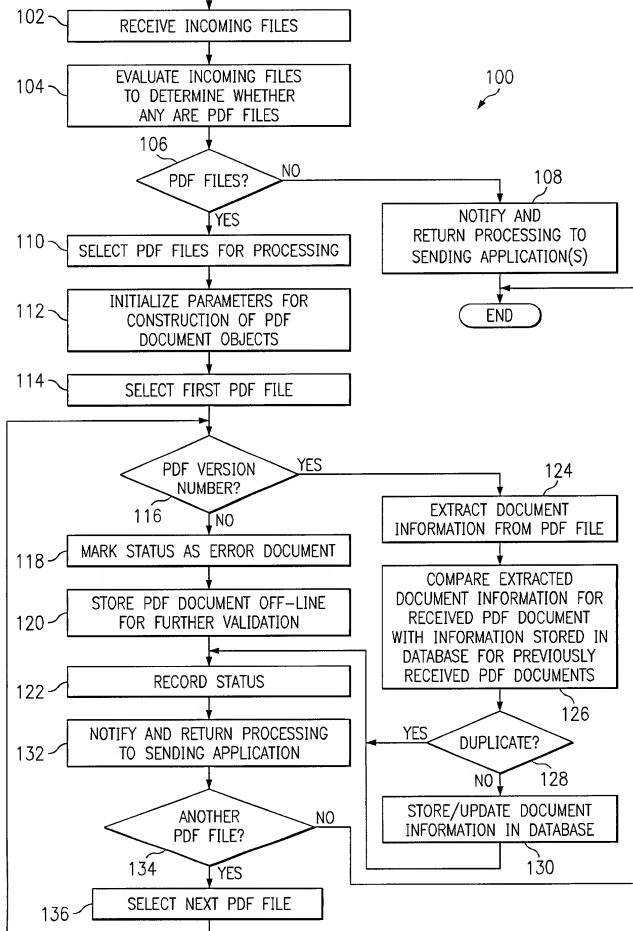 102
RECEIVE INCOMING FILES
104
EVALUATE INCOMING FILES
TO DETERMINE WHETHER
ANY ARE PDF FILES
100
106
PDF FILES?
NO
YES
108
NOTIFY AND
RETURN PROCESSING TO
SENDING APPLICATION(S)
END
110
SELECT PDF FILES FOR PROCESSING
112
INITIALIZE PARAMETERS FOR
CONSTRUCTION OF PDF
DOCUMENT OBJECTS
114
SELECT FIRST PDF FILE
PDF VERSION
NUMBER?
116
YES
NO
118
MARK STATUS AS ERROR DOCUMENT
120
STORE PDF DOCUMENT OFF-LINE
FOR FURTHER VALIDATION
122
RECORD STATUS
124
EXTRACT DOCUMENT
INFORMATION FROM PDF FILE
COMPARE EXTRACTED
DOCUMENT INFORMATION FOR
RECEIVED PDF DOCUMENT
WITH INFORMATION STORED IN
DATABASE FOR PREVIOUSLY
RECEIVED PDF DOCUMENTS
126
YES
DUPLICATE?
128
NO
STORE/UPDATE DOCUMENT
INFORMATION IN DATABASE
130
132
NOTIFY AND RETURN PROCESSING
TO SENDING APPLICATION
ANOTHER
PDF FILE?
134
NO
YES
136
SELECT NEXT PDF FILE